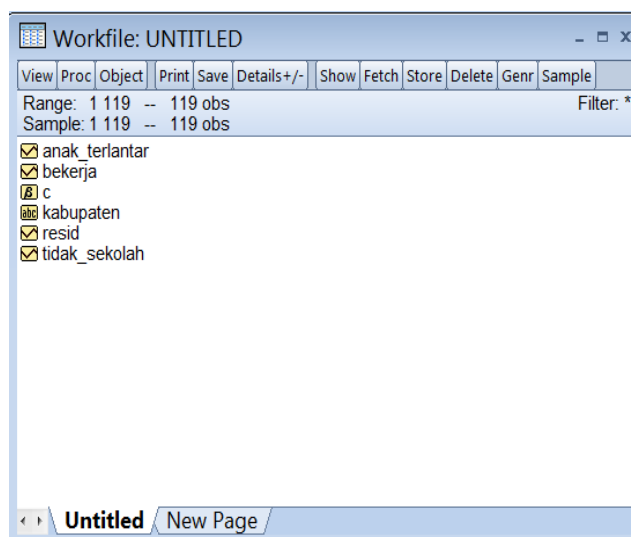 Workfile: UNTITLED
View Proc Object Print Save Details+/- Show Fetch Store Delete Genr Sample
Range: 1 119 -- 119 obs Filter: *
Sample: 1 119 -- 119 obs
anak_terlantar
bekerja
β c
abc kabupaten
resid
tidak_sekolah
Untitled New Page